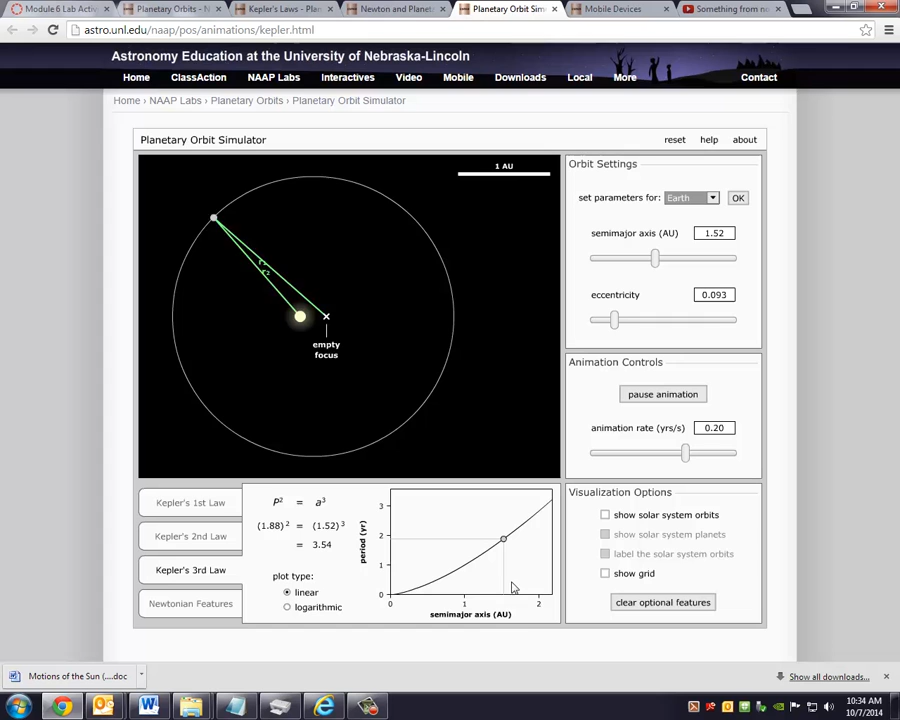 Module 6 Lab Activ
Planetary Orbits - N
Kepler's Laws - Plan
Newton and Planeta
Planetary Orbit Sim
Mobile Devices
Something from no
astro.unl.edu/naap/pos/animations/kepler.html
Astronomy Education at the University of Nebraska-Lincoln
Home ClassAction NAAP Labs Interactives Video Mobile Downloads Local More Contact
Home › NAAP Labs › Planetary Orbits › Planetary Orbit Simulator
Planetary Orbit Simulator reset help about
1 AU
r1
r2
empty
focus
Orbit Settings
set parameters for: Earth OK
semimajor axis (AU) 1.52
eccentricity 0.093
Animation Controls
pause animation
animation rate (yrs/s) 0.20
Kepler's 1st Law
Kepler's 2nd Law
Kepler's 3rd Law
Newtonian Features
P² = a³
(1.88)² = (1.52)³
= 3.54
plot type:
linear
logarithmic
period (yr)
3
2
1
0
0 1 2
semimajor axis (AU)
Visualization Options
show solar system orbits
show solar system planets
label the solar system orbits
show grid
clear optional features
Motions of the Sun (....doc
Show all downloads...
10:34 AM
10/7/2014